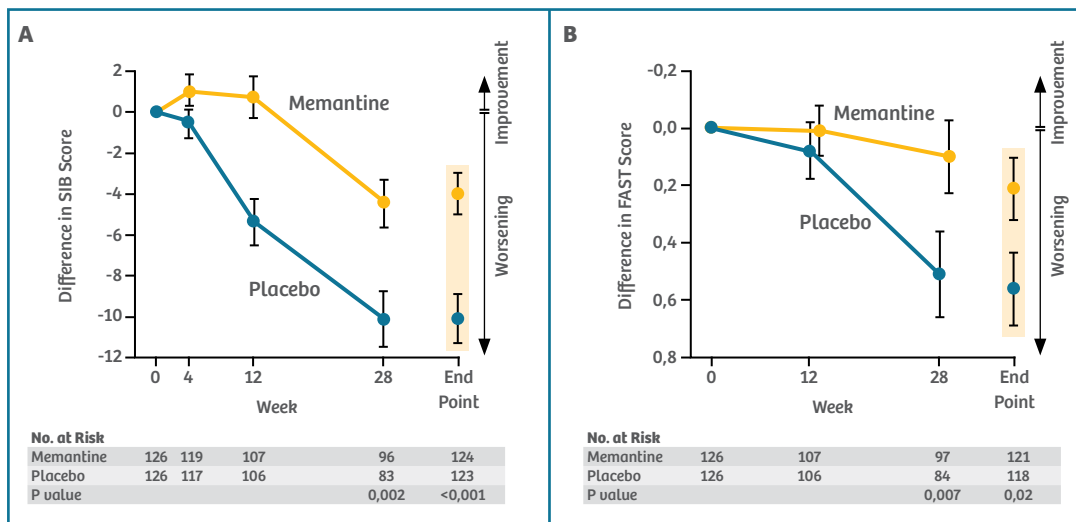 A
Difference in SIB Score
2
0
-2
-4
-6
-8
-10
-12
Memantine
Placebo
Improvement
Worsening
0 4 12 28 End Point
Week
No. at Risk
Memantine 126 119 107 96 124
Placebo 126 117 106 83 123
P value 0,002 <0,001
B
Difference in FAST Score
-0,2
0,0
0,2
0,4
0,6
0,8
Memantine
Placebo
Improvement
Worsening
0 12 28 End Point
Week
No. at Risk
Memantine 126 107 97 121
Placebo 126 106 84 118
P value 0,007 0,02